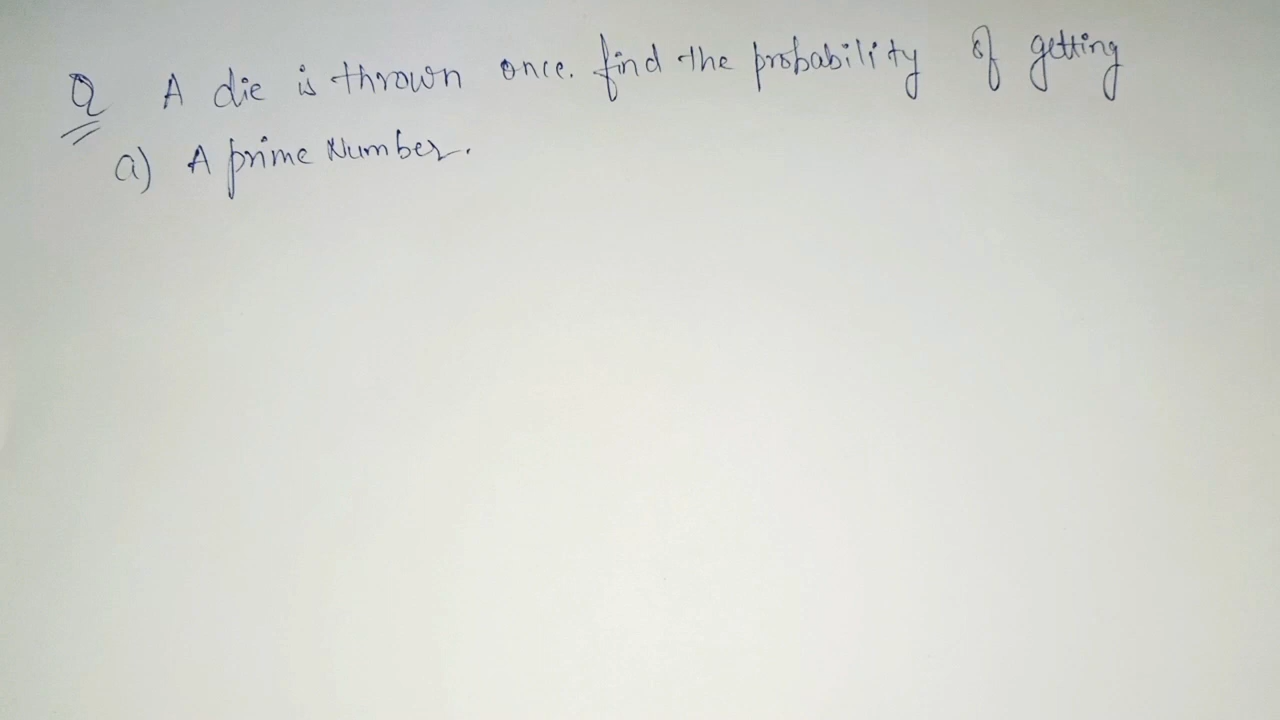 Q A die is thrown once. find the probability of getting
a) A prime Number.